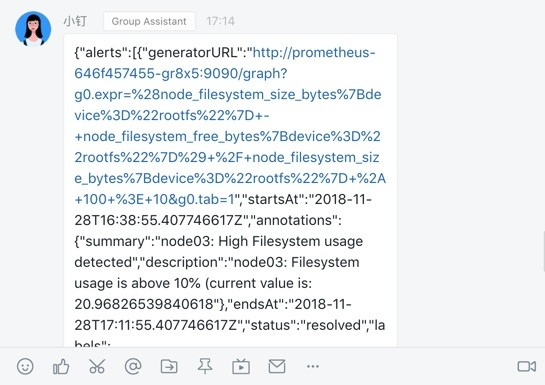 小钉 Group Assistant 17:14
{"alerts":[{"generatorURL":"http://prometheus-
646f457455-gr8x5:9090/graph?
g0.expr=%28node_filesystem_size_bytes%7Bde
vice%3D%22rootfs%22%7D+-
+node_filesystem_free_bytes%7Bdevice%3D%2
2rootfs%22%7D%29+%2F+node_filesystem_siz
e_bytes%7Bdevice%3D%22rootfs%22%7D+%2A
+100+%3E+10&g0.tab=1","startsAt":"2018-11-
28T16:38:55.407746617Z","annotations":
{"summary":"node03: High Filesystem usage
detected","description":"node03: Filesystem
usage is above 10% (current value is:
20.96826539840618"},"endsAt":"2018-11-
28T17:11:55.407746617Z","status":"resolved","la
bels":